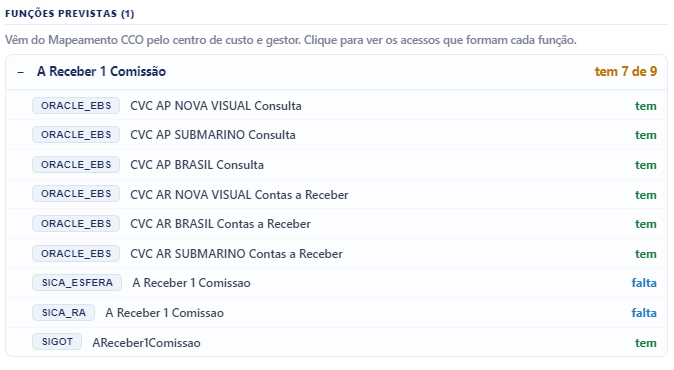 FUNÇÕES PREVISTAS (1)
Vêm do Mapeamento CCO pelo centro de custo e gestor. Clique para ver os acessos que formam cada função.
– A Receber 1 Comissão tem 7 de 9
ORACLE_EBS CVC AP NOVA VISUAL Consulta tem
ORACLE_EBS CVC AP SUBMARINO Consulta tem
ORACLE_EBS CVC AP BRASIL Consulta tem
ORACLE_EBS CVC AR NOVA VISUAL Contas a Receber tem
ORACLE_EBS CVC AR BRASIL Contas a Receber tem
ORACLE_EBS CVC AR SUBMARINO Contas a Receber tem
SICA_ESFERA A Receber 1 Comissao falta
SICA_RA A Receber 1 Comissao falta
SIGOT AReceber1Comissao tem